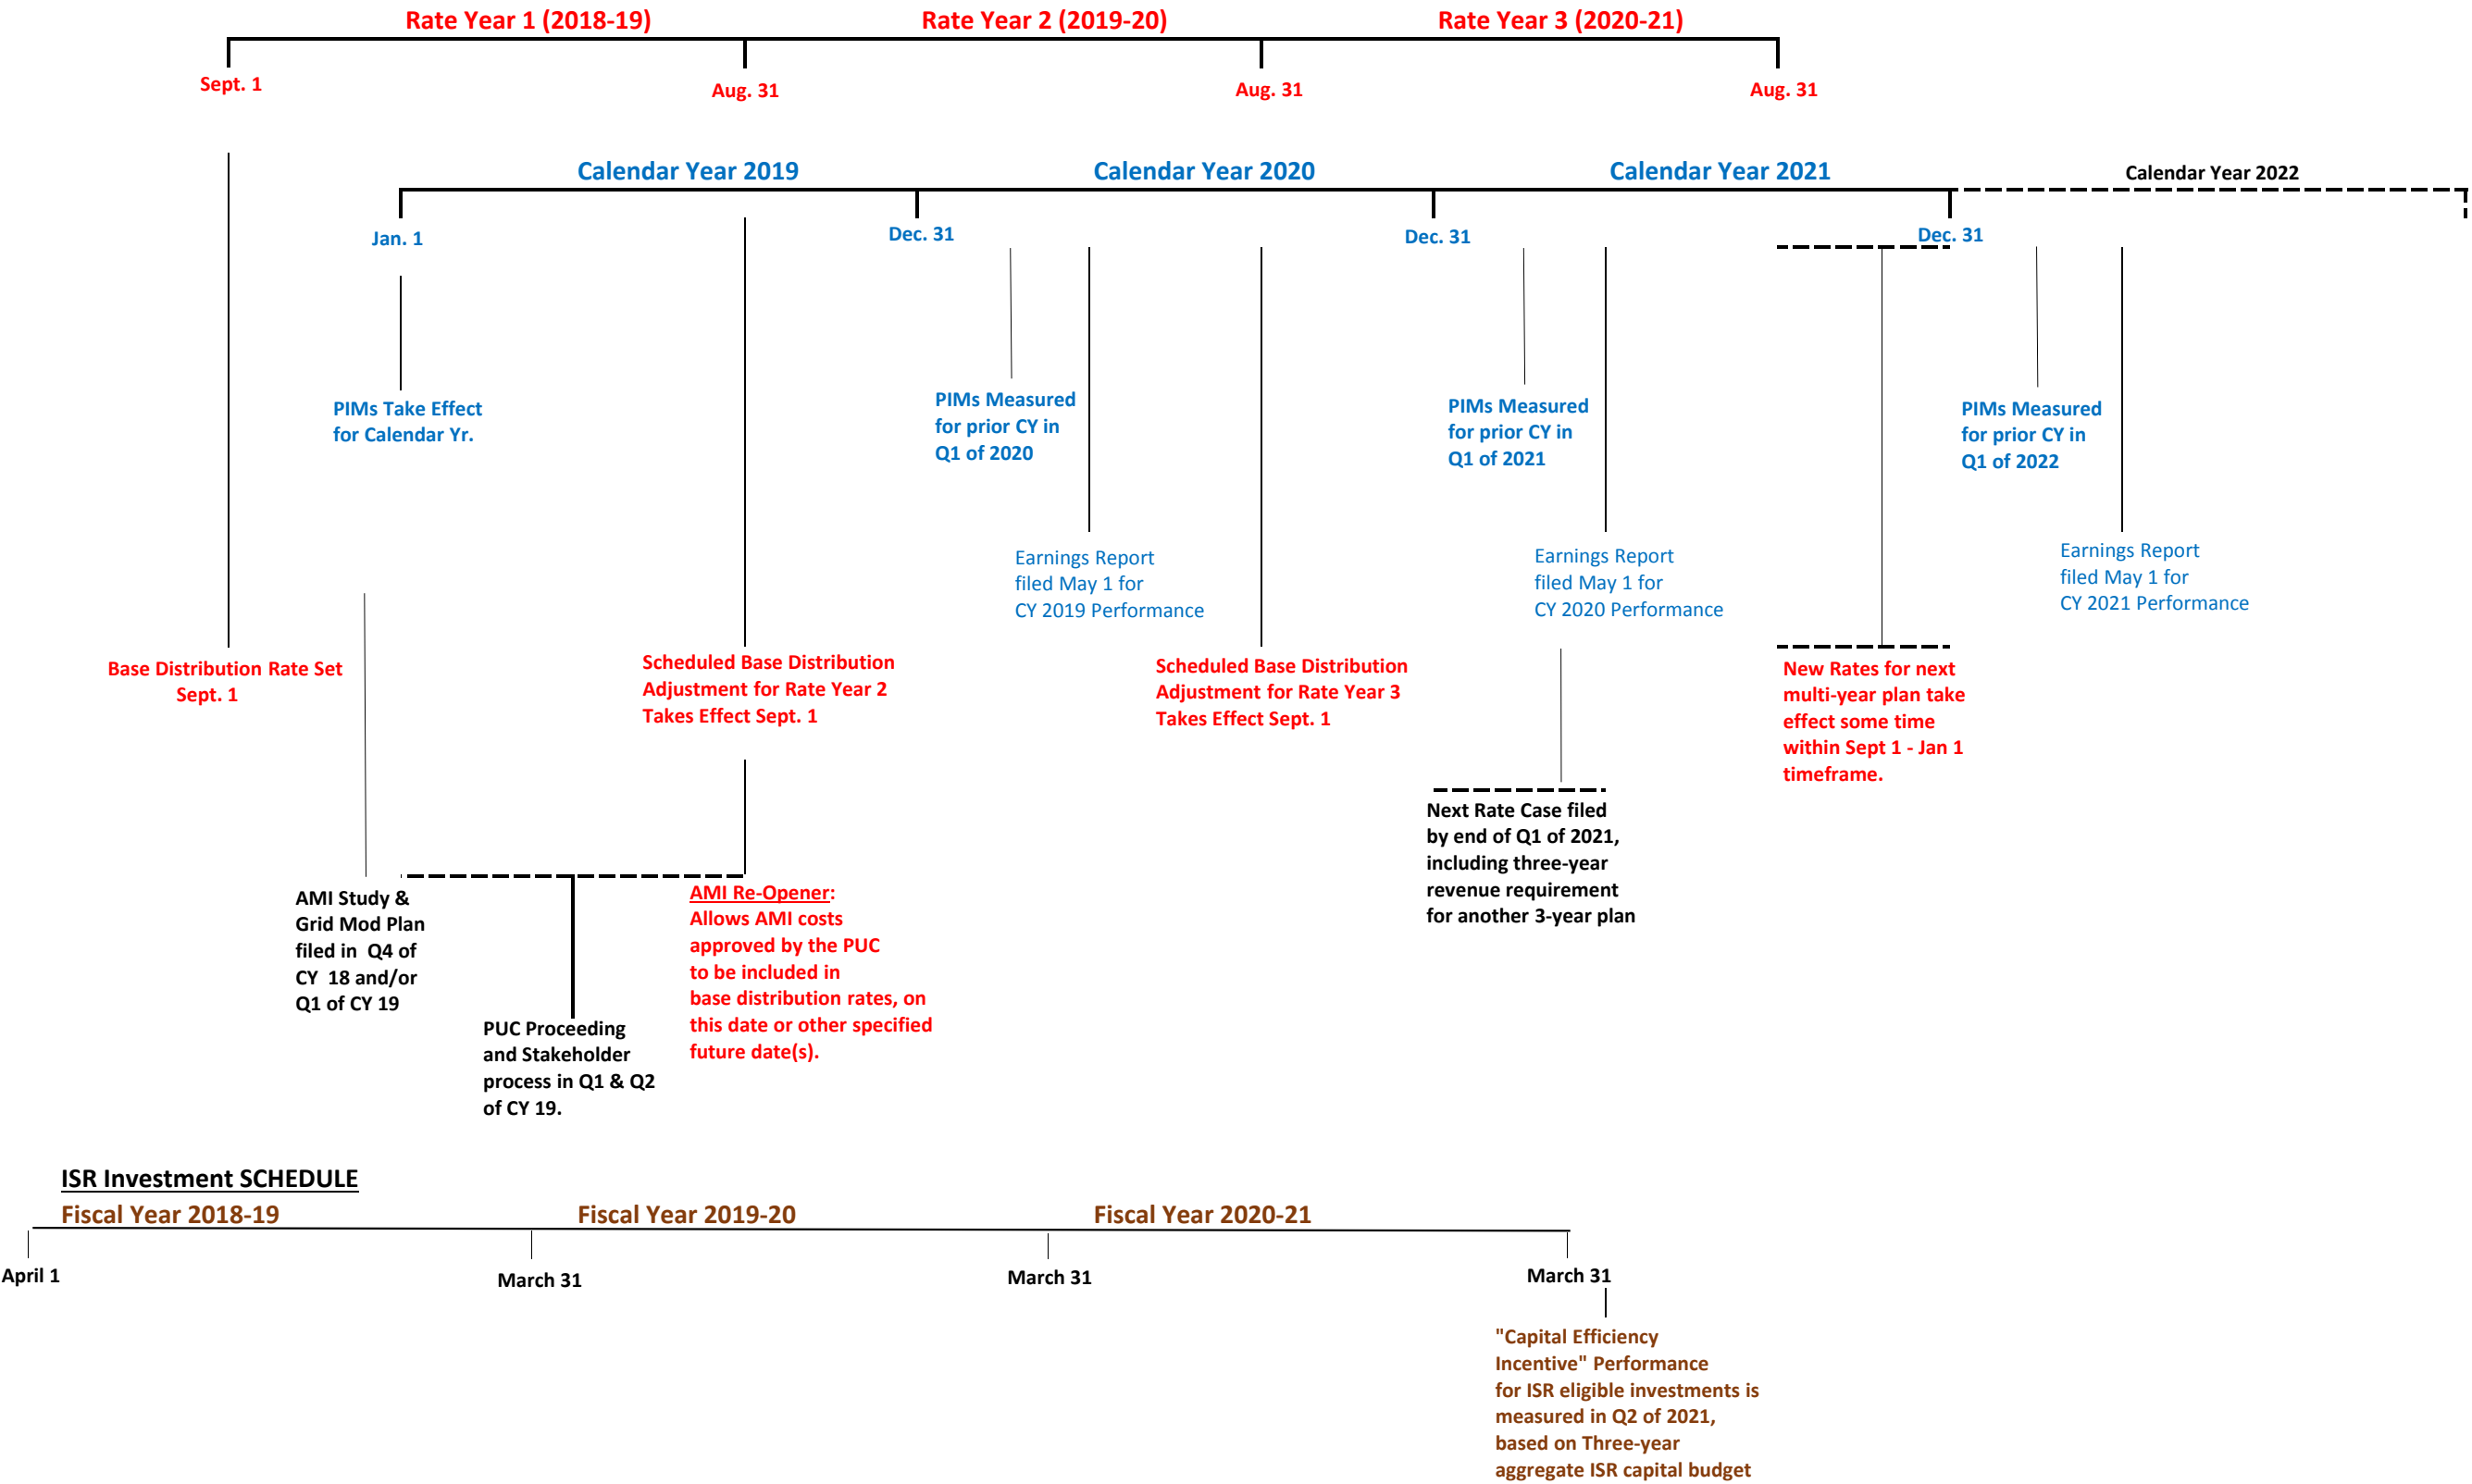 Rate Year 1 (2018-19)
Rate Year 2 (2019-20)
Rate Year 3 (2020-21)
Sept. 1
Aug. 31
Aug. 31
Aug. 31
Calendar Year 2019
Calendar Year 2020
Calendar Year 2021
Calendar Year 2022
Jan. 1
Dec. 31
Dec. 31
Dec. 31
PIMs Take Effect
for Calendar Yr.
PIMs Measured
for prior CY in
Q1 of 2020
PIMs Measured
for prior CY in
Q1 of 2021
PIMs Measured
for prior CY in
Q1 of 2022
Earnings Report
filed May 1 for
CY 2019 Performance
Earnings Report
filed May 1 for
CY 2020 Performance
Earnings Report
filed May 1 for
CY 2021 Performance
Base Distribution Rate Set
Sept. 1
Scheduled Base Distribution
Adjustment for Rate Year 2
Takes Effect Sept. 1
Scheduled Base Distribution
Adjustment for Rate Year 3
Takes Effect Sept. 1
New Rates for next
multi-year plan take
effect some time
within Sept 1 - Jan 1
timeframe.
Next Rate Case filed
by end of Q1 of 2021,
including three-year
revenue requirement
for another 3-year plan
AMI Study &
Grid Mod Plan
filed in Q4 of
CY 18 and/or
Q1 of CY 19
PUC Proceeding
and Stakeholder
process in Q1 & Q2
of CY 19.
AMI Re-Opener:
Allows AMI costs
approved by the PUC
to be included in
base distribution rates, on
this date or other specified
future date(s).
ISR Investment SCHEDULE
Fiscal Year 2018-19
Fiscal Year 2019-20
Fiscal Year 2020-21
April 1
March 31
March 31
March 31
"Capital Efficiency
Incentive" Performance
for ISR eligible investments is
measured in Q2 of 2021,
based on Three-year
aggregate ISR capital budget